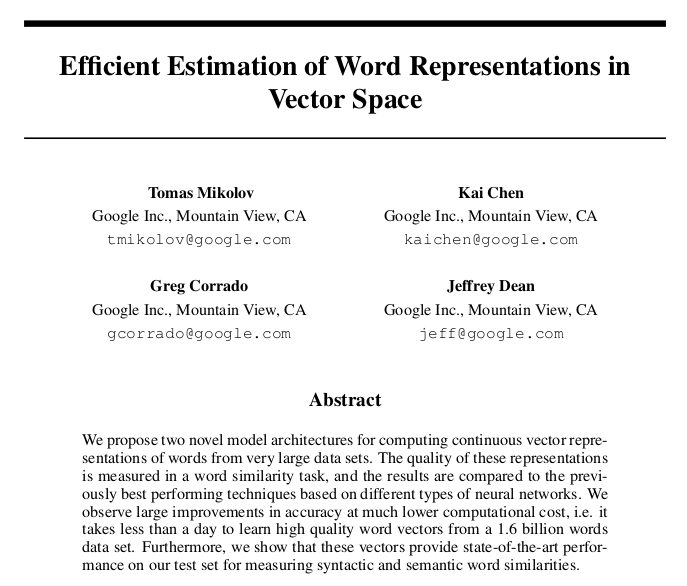 Efficient Estimation of Word Representations in
Vector Space
Tomas Mikolov
Google Inc., Mountain View, CA
tmikolov@google.com
Kai Chen
Google Inc., Mountain View, CA
kaichen@google.com
Greg Corrado
Google Inc., Mountain View, CA
gcorrado@google.com
Jeffrey Dean
Google Inc., Mountain View, CA
jeff@google.com
Abstract
We propose two novel model architectures for computing continuous vector repre-
sentations of words from very large data sets. The quality of these representations
is measured in a word similarity task, and the results are compared to the previ-
ously best performing techniques based on different types of neural networks. We
observe large improvements in accuracy at much lower computational cost, i.e. it
takes less than a day to learn high quality word vectors from a 1.6 billion words
data set. Furthermore, we show that these vectors provide state-of-the-art perfor-
mance on our test set for measuring syntactic and semantic word similarities.